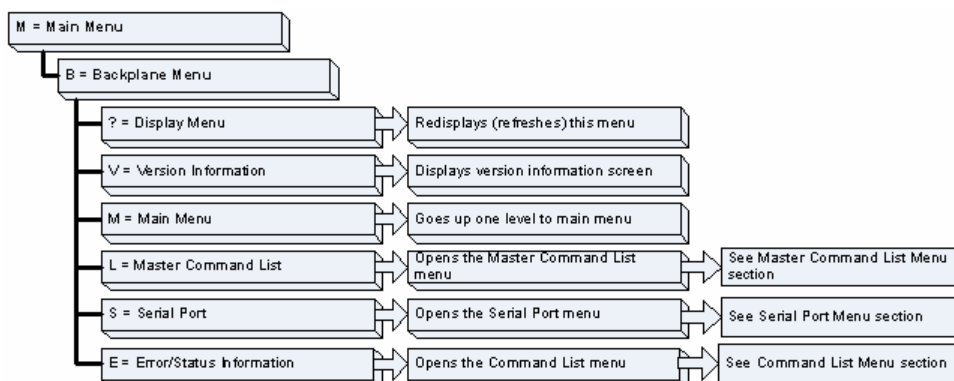 M = Main Menu
B = Backplane Menu
? = Display Menu
Redisplays (refreshes) this menu
V = Version Information
Displays version information screen
M = Main Menu
Goes up one level to main menu
L = Master Command List
Opens the Master Command List
menu
See Master Command List Menu
section
S = Serial Port
Opens the Serial Port menu
See Serial Port Menu section
E = Error/Status Information
Opens the Command List menu
See Command List Menu section